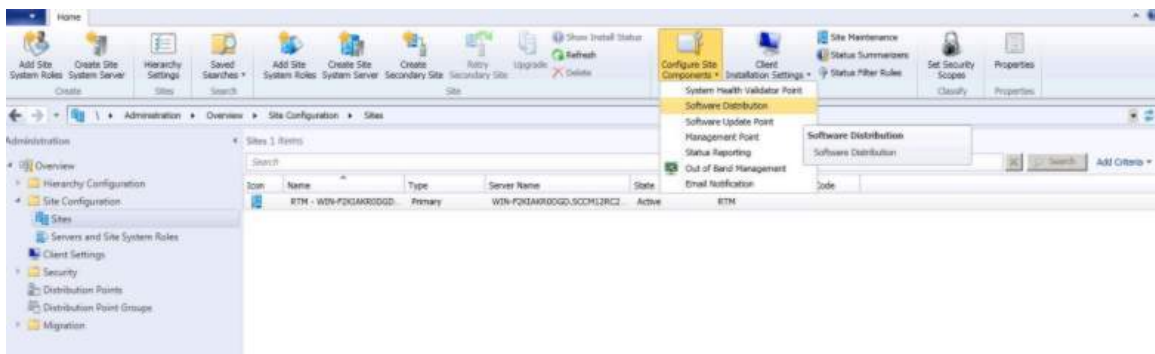 Home
Add Site System Roles
Create Site System Server
Hierarchy Settings
Saved Searches
Add Site System Roles
Create Site System Server
Create Secondary Site
Retry Secondary Site
Upgrade
Show Install Status
Refresh
Delete
Configure Site Components
Client Installation Settings
Site Maintenance
Status Summarizers
Status Filter Rules
Set Security Scopes
Properties
Create
Sites
Search
Site
Classify
Properties
System Health Validator Point
Software Distribution
Software Update Point
Management Point
Status Reporting
Out of Band Management
Email Notification
Software Distribution
Software Distribution
\ Administration Overview Site Configuration Sites
Administration
Overview
Hierarchy Configuration
Site Configuration
Sites
Servers and Site System Roles
Client Settings
Security
Distribution Points
Distribution Point Groups
Migration
Sites 1 items
Search
Search
Add Criteria
Icon Name Type Server Name State Code
RTM - WIN-F2KIAKR0DGD... Primary WIN-F2KIAKR0DGD.SCCM12RC2... Active RTM